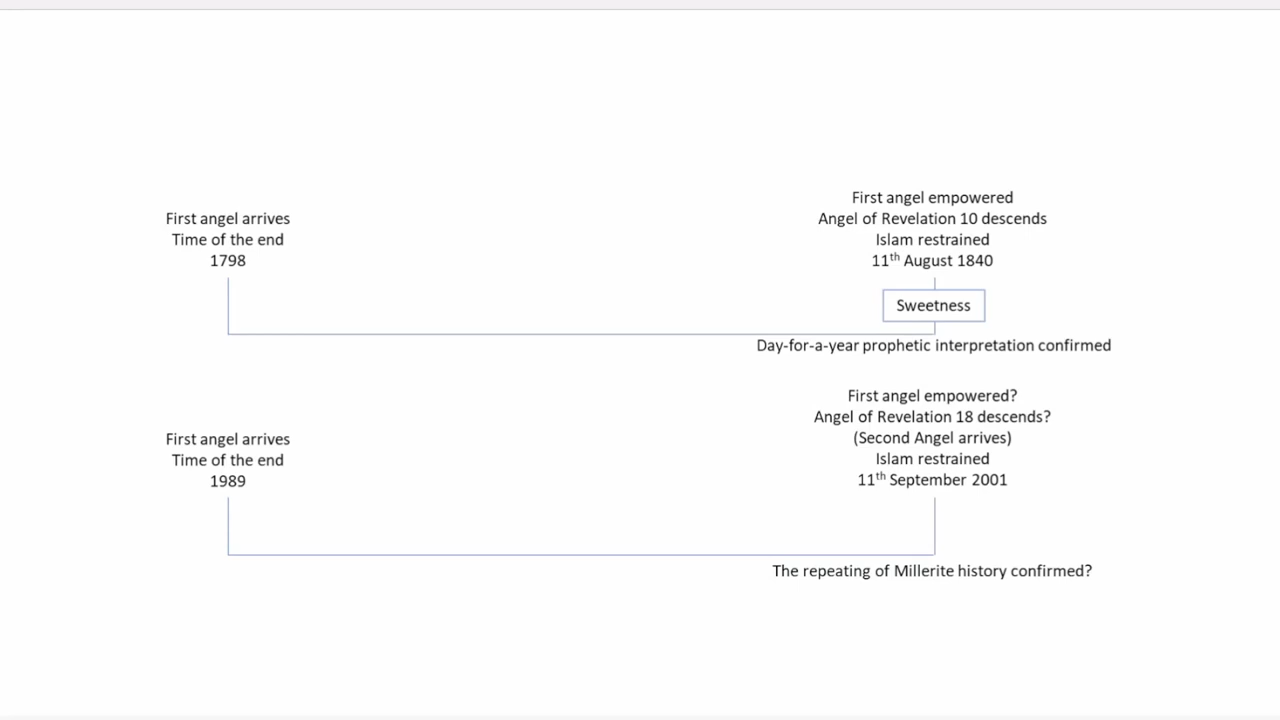 First angel arrives
Time of the end
1798
First angel empowered
Angel of Revelation 10 descends
Islam restrained
11th August 1840
Sweetness
Day-for-a-year prophetic interpretation confirmed
First angel arrives
Time of the end
1989
First angel empowered?
Angel of Revelation 18 descends?
(Second Angel arrives)
Islam restrained
11th September 2001
The repeating of Millerite history confirmed?